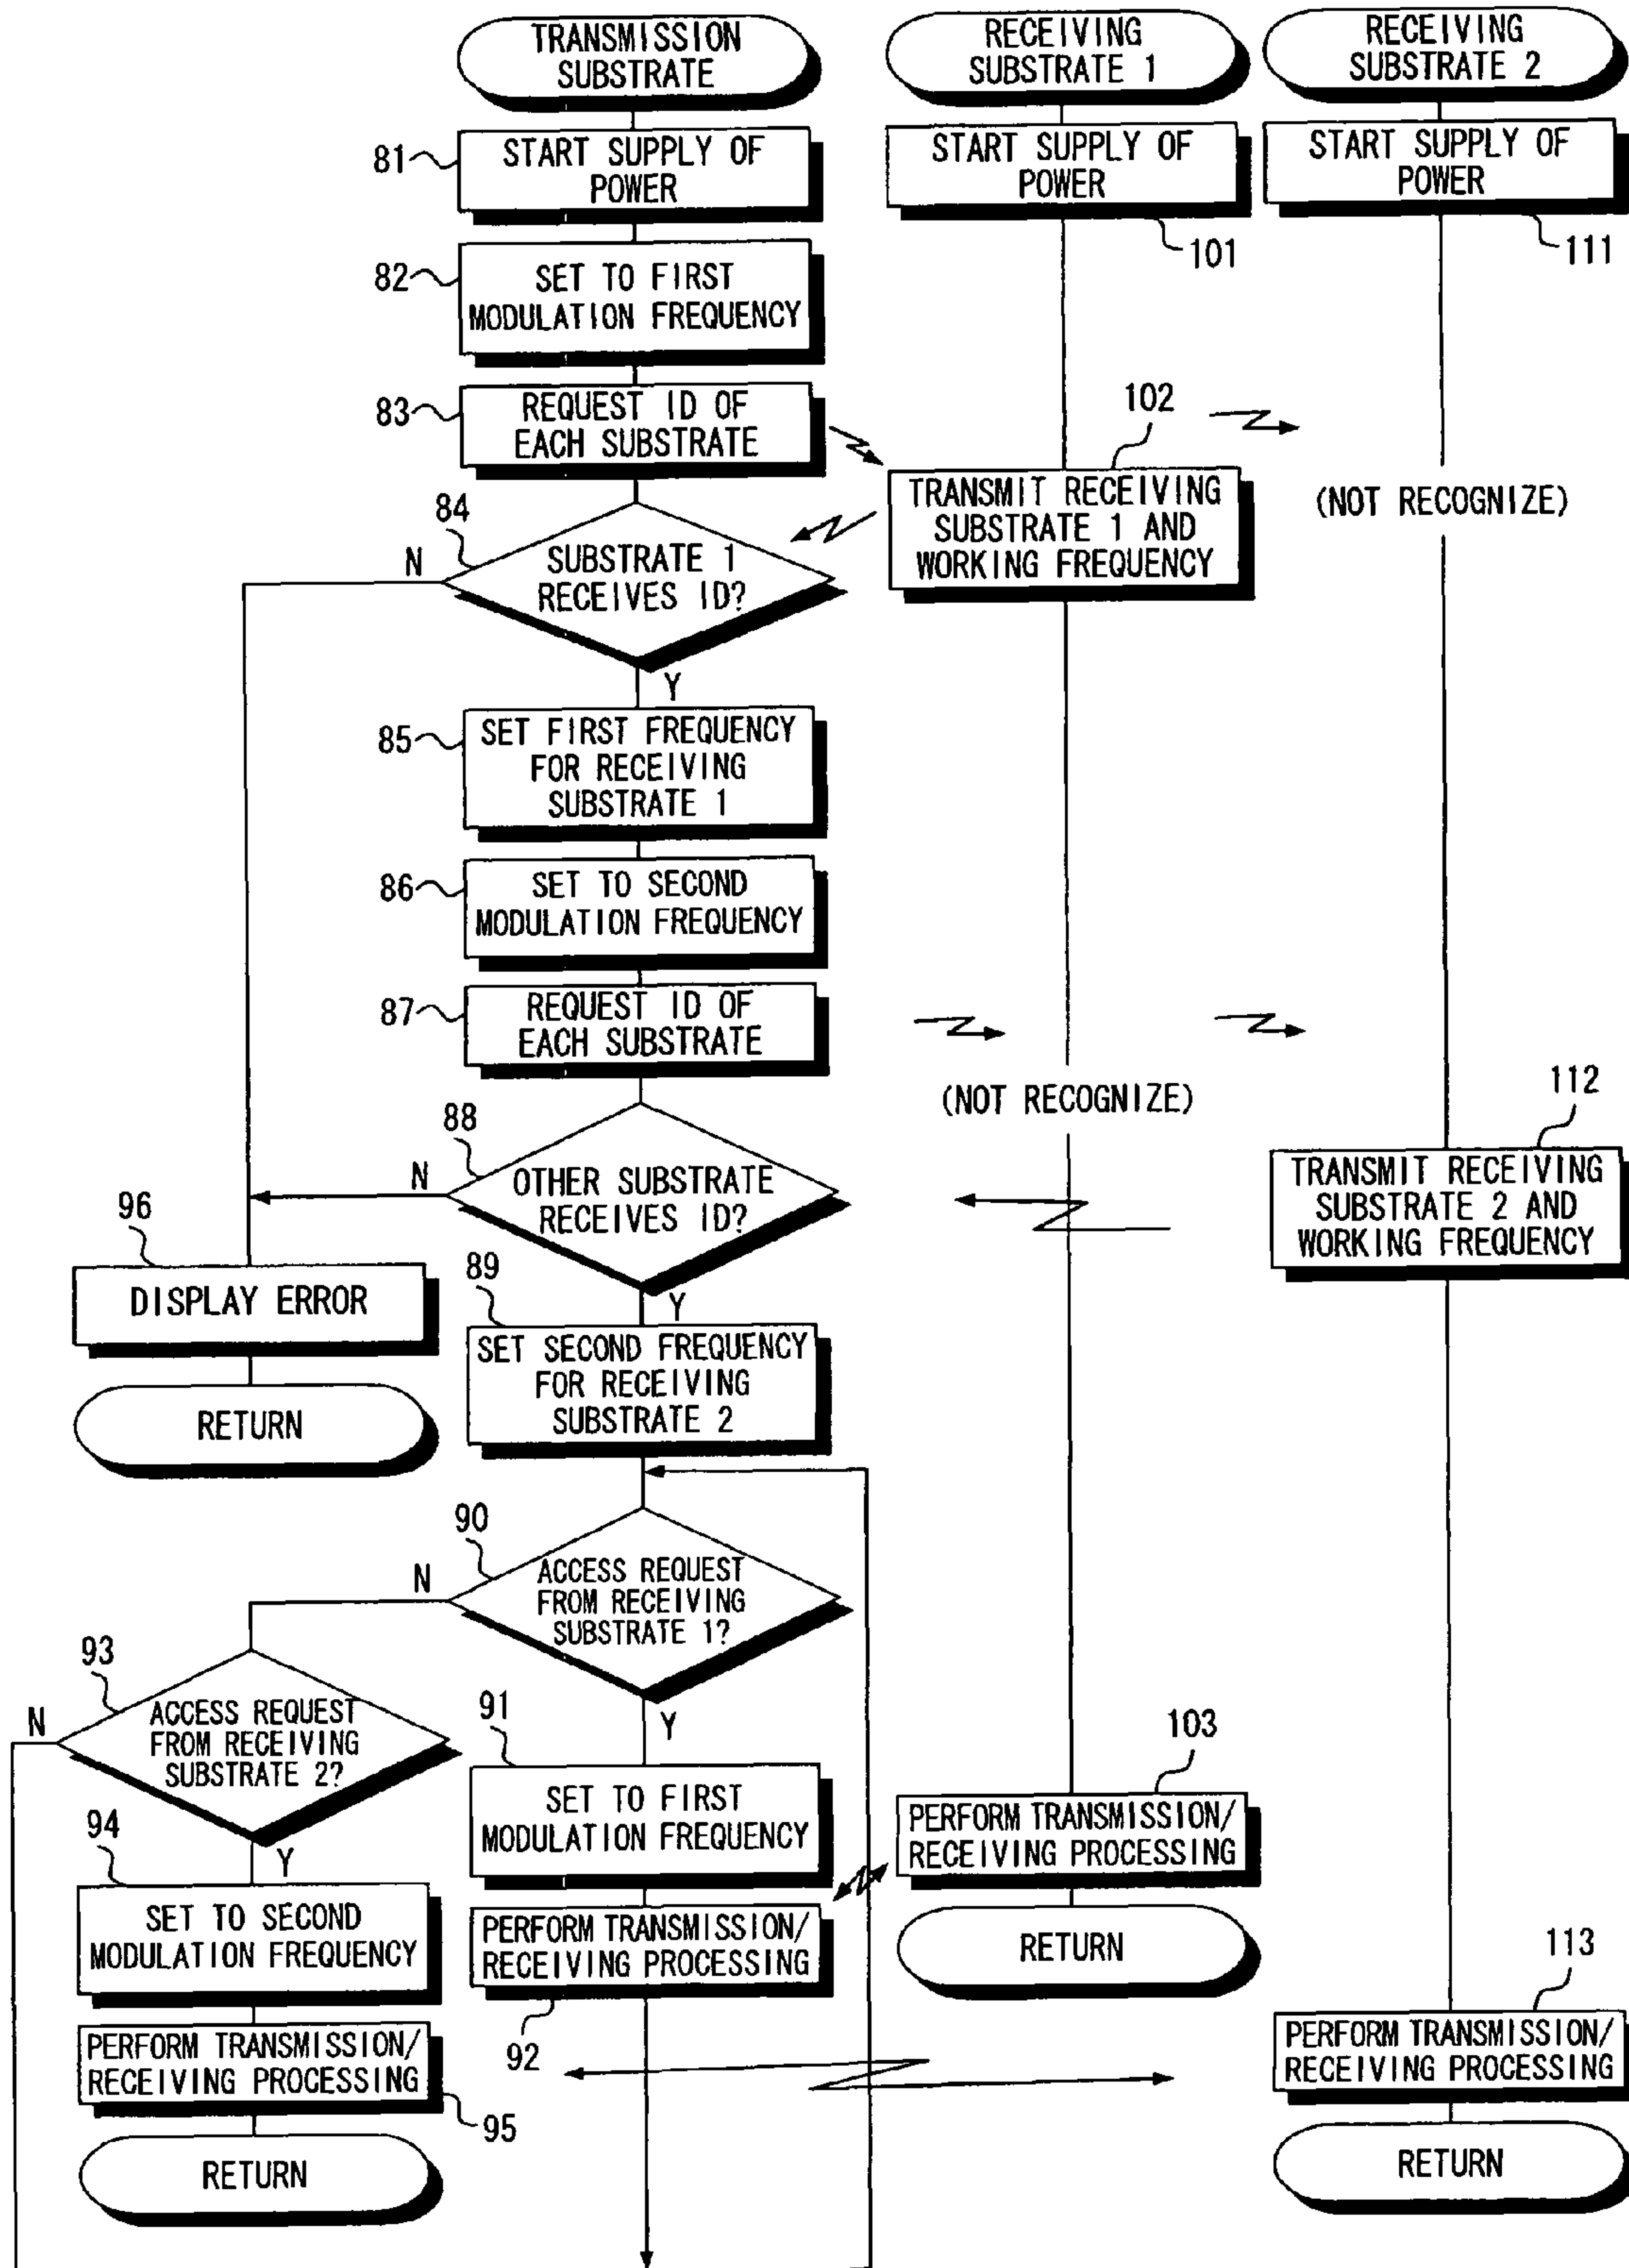 TRANSMISSION
SUBSTRATE
RECEIVING
SUBSTRATE 1
RECEIVING
SUBSTRATE 2
81
START SUPPLY OF
POWER
START SUPPLY OF
POWER
101
START SUPPLY OF
POWER
111
82
SET TO FIRST
MODULATION FREQUENCY
83
REQUEST ID OF
EACH SUBSTRATE
102
TRANSMIT RECEIVING
SUBSTRATE 1 AND
WORKING FREQUENCY
(NOT RECOGNIZE)
84
N
SUBSTRATE 1
RECEIVES ID?
Y
85
SET FIRST FREQUENCY
FOR RECEIVING
SUBSTRATE 1
86
SET TO SECOND
MODULATION FREQUENCY
87
REQUEST ID OF
EACH SUBSTRATE
(NOT RECOGNIZE)
112
TRANSMIT RECEIVING
SUBSTRATE 2 AND
WORKING FREQUENCY
88
N
OTHER SUBSTRATE
RECEIVES ID?
Y
96
DISPLAY ERROR
RETURN
89
SET SECOND FREQUENCY
FOR RECEIVING
SUBSTRATE 2
90
N
ACCESS REQUEST
FROM RECEIVING
SUBSTRATE 1?
Y
93
N
ACCESS REQUEST
FROM RECEIVING
SUBSTRATE 2?
Y
91
SET TO FIRST
MODULATION FREQUENCY
103
PERFORM TRANSMISSION/
RECEIVING PROCESSING
RETURN
94
SET TO SECOND
MODULATION FREQUENCY
PERFORM TRANSMISSION/
RECEIVING PROCESSING
92
113
PERFORM TRANSMISSION/
RECEIVING PROCESSING
RETURN
PERFORM TRANSMISSION/
RECEIVING PROCESSING
95
RETURN